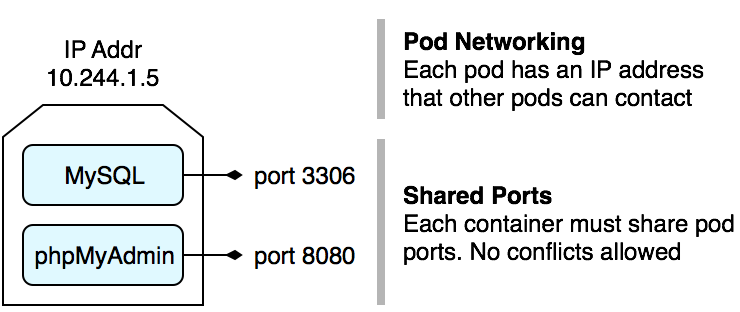 IP Addr
10.244.1.5
MySQL
port 3306
phpMyAdmin
port 8080
Pod Networking
Each pod has an IP address
that other pods can contact
Shared Ports
Each container must share pod
ports. No conflicts allowed